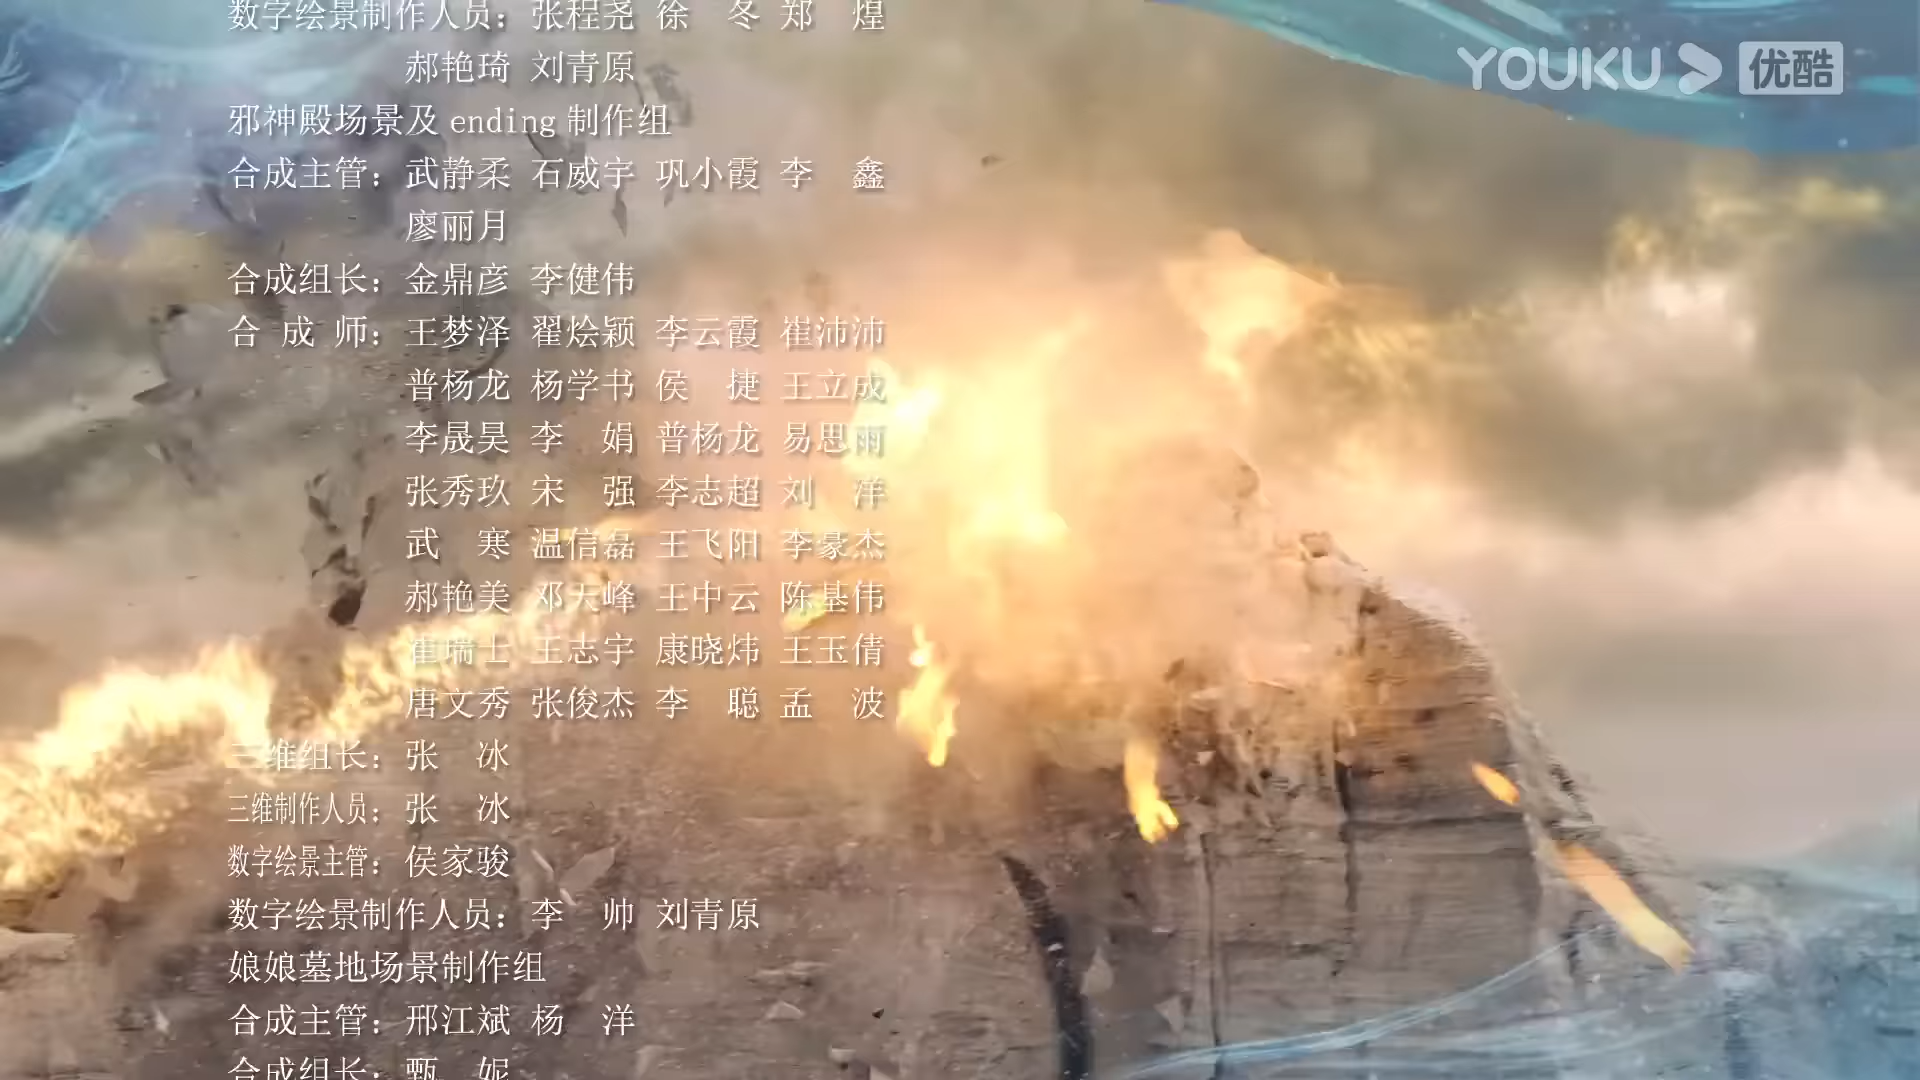 数字绘景制作人员：张程尧 徐　冬 郑　煌
郝艳琦 刘青原
邪神殿场景及 ending 制作组
合成主管：武静柔 石威宇 巩小霞 李　鑫
廖丽月
合成组长：金鼎彦 李健伟
合 成 师：王梦泽 翟烩颖 李云霞 崔沛沛
普杨龙 杨学书 侯　捷 王立成
李晟昊 李　娟 普杨龙 易思雨
张秀玖 宋　强 李志超 刘　洋
武　寒 温信磊 王飞阳 李豪杰
郝艳美 邓天峰 王中云 陈基伟
崔瑞士 王志宇 康晓炜 王玉倩
唐文秀 张俊杰 李　聪 孟　波
三维组长：张　冰
三维制作人员：张　冰
数字绘景主管：侯家骏
数字绘景制作人员：李　帅 刘青原
娘娘墓地场景制作组
合成主管：邢江斌 杨　洋
合成组长：甄　妮
YOUKU 优酷